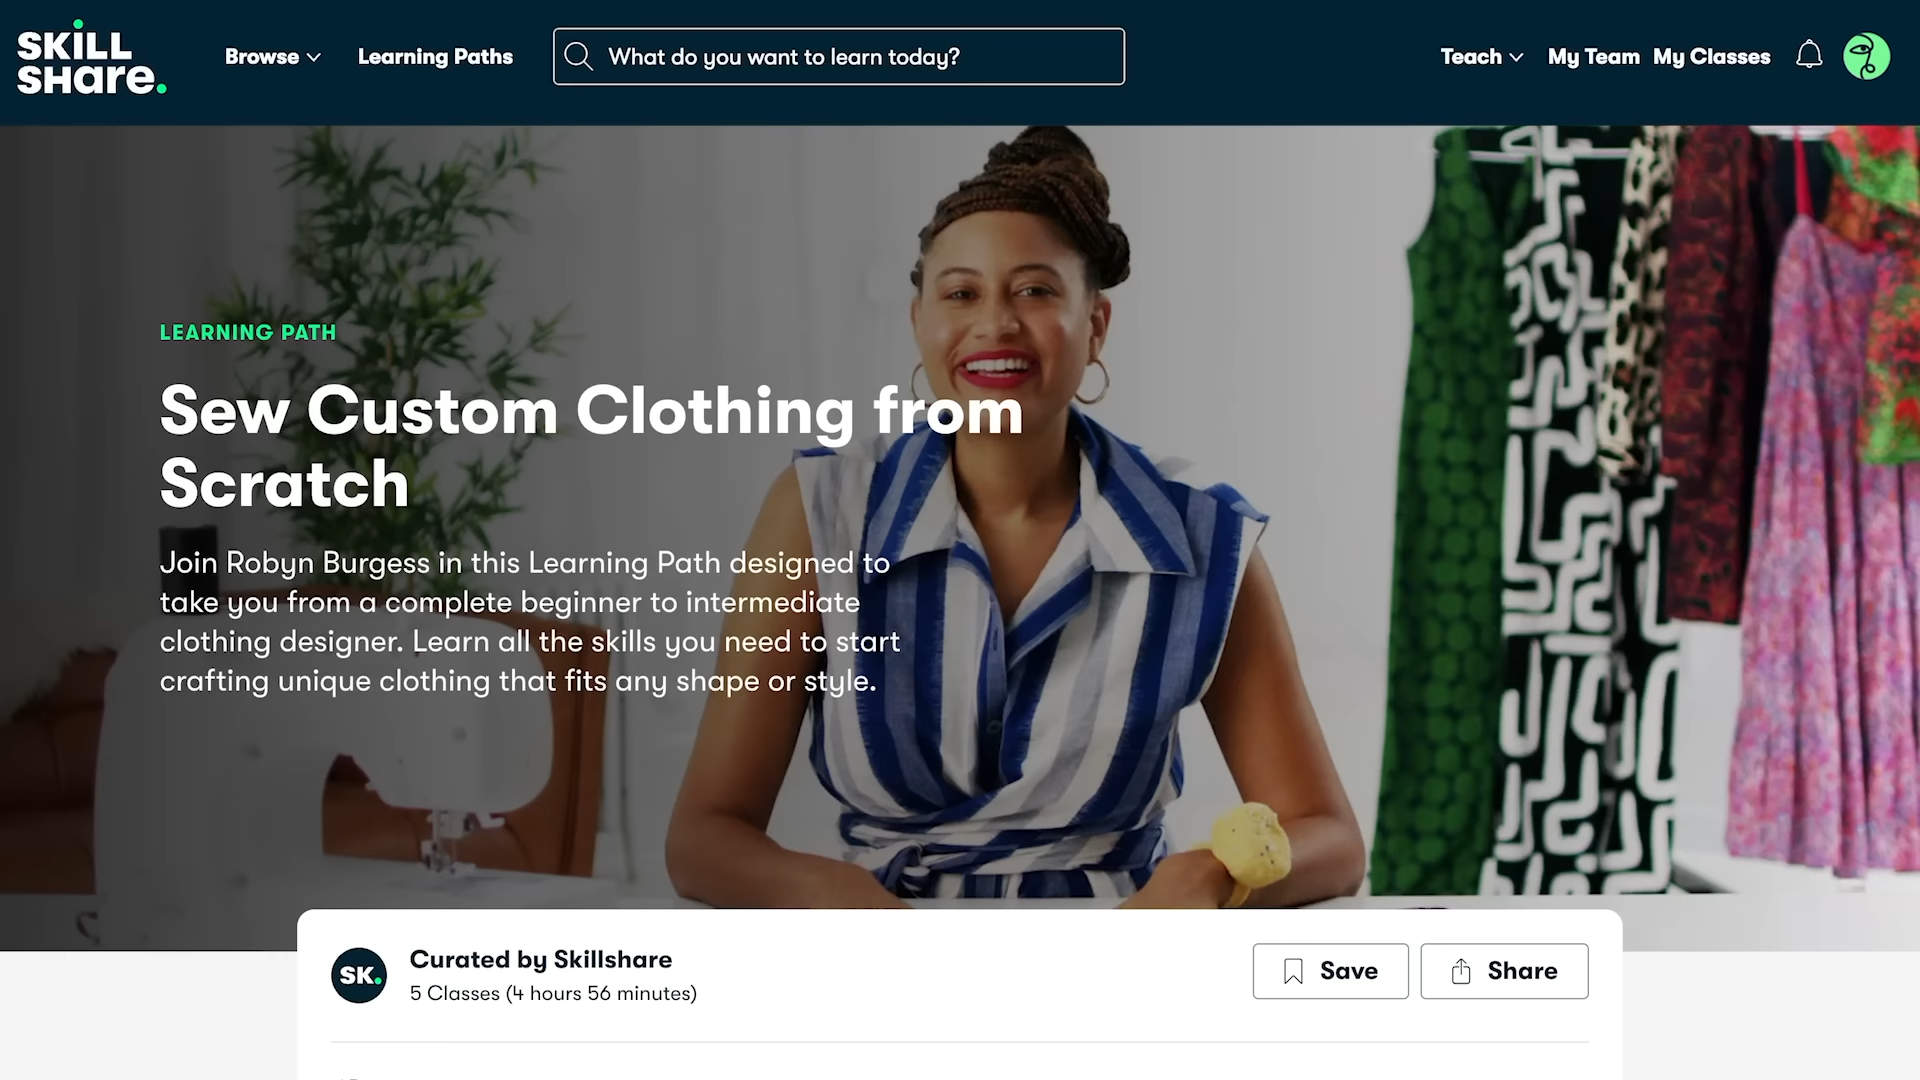 SKiLL
SHare.
Browse
Learning Paths
What do you want to learn today?
Teach
My Team
My Classes
LEARNING PATH
Sew Custom Clothing from
Scratch
Join Robyn Burgess in this Learning Path designed to
take you from a complete beginner to intermediate
clothing designer. Learn all the skills you need to start
crafting unique clothing that fits any shape or style.
SK.
Curated by Skillshare
5 Classes (4 hours 56 minutes)
Save
Share